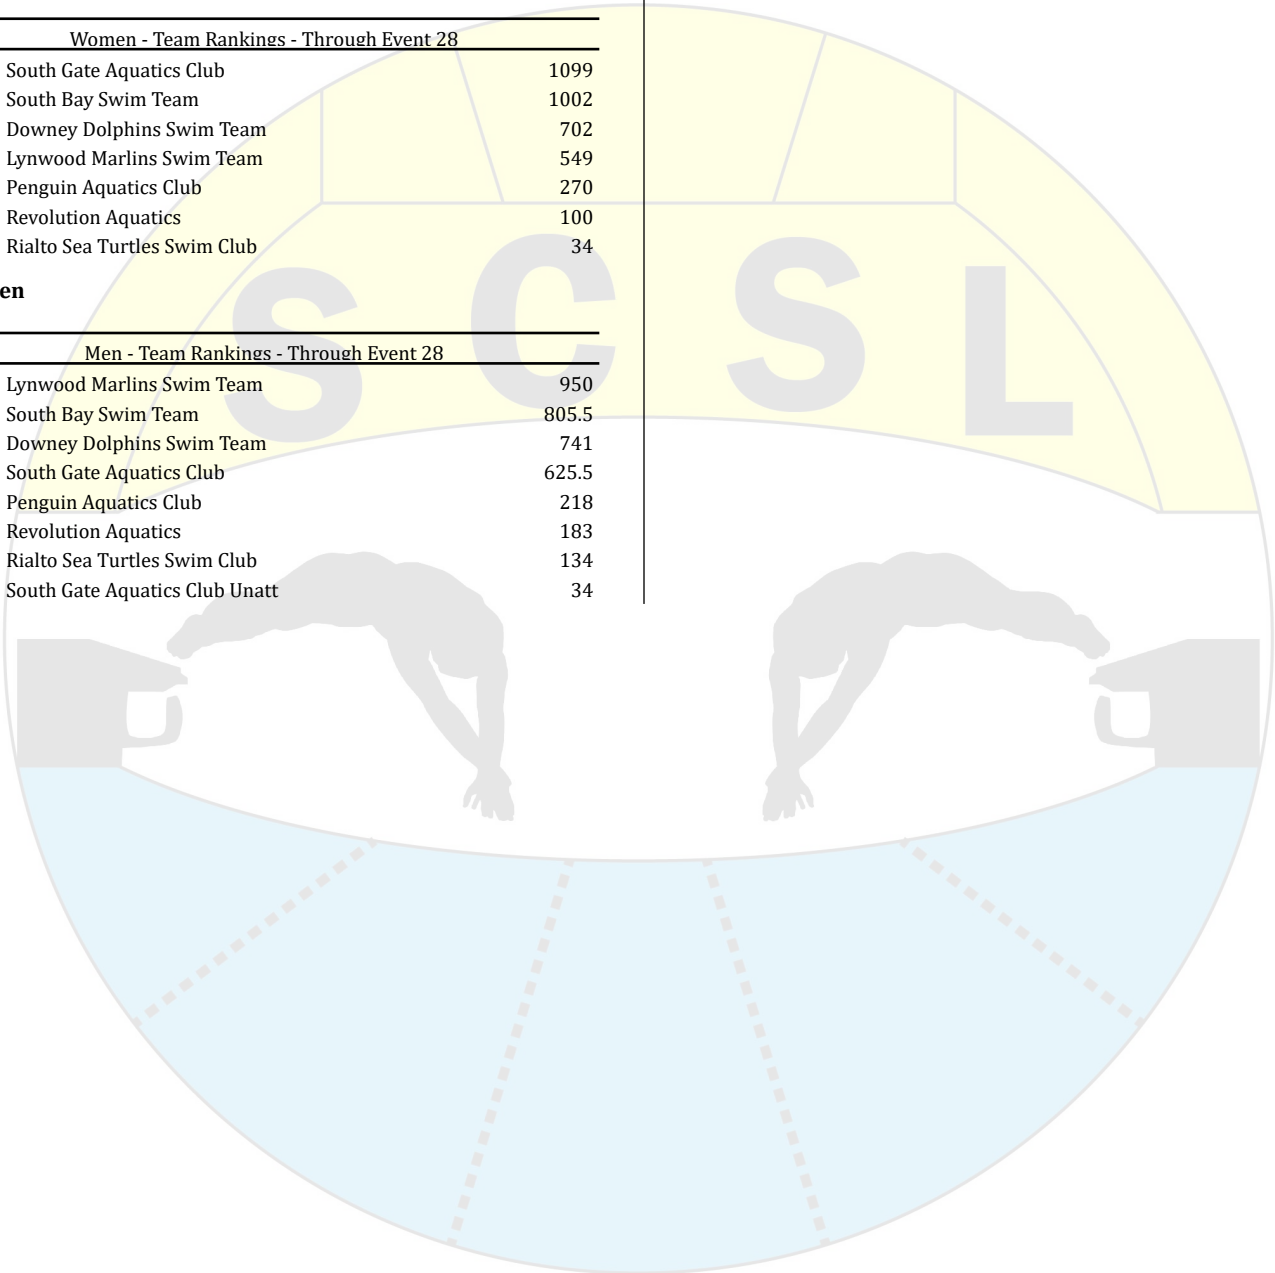 Women - Team Rankings - Through Event 28
South Gate Aquatics Club 1099
South Bay Swim Team 1002
Downey Dolphins Swim Team 702
Lynwood Marlins Swim Team 549
Penguin Aquatics Club 270
Revolution Aquatics 100
Rialto Sea Turtles Swim Club 34
en
Men - Team Rankings - Through Event 28
Lynwood Marlins Swim Team 950
South Bay Swim Team 805.5
Downey Dolphins Swim Team 741
South Gate Aquatics Club 625.5
Penguin Aquatics Club 218
Revolution Aquatics 183
Rialto Sea Turtles Swim Club 134
South Gate Aquatics Club Unatt 34
S C S L